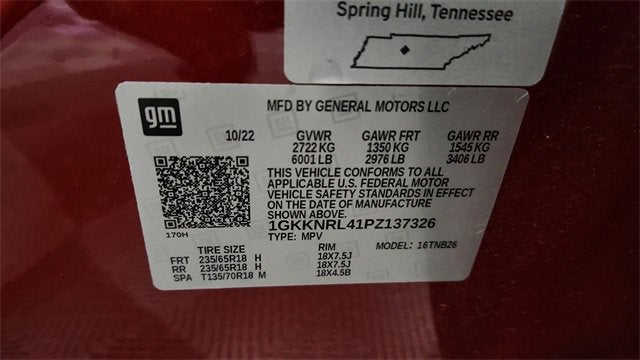 Spring Hill, Tennessee
gm
MFD BY GENERAL MOTORS LLC
10/22 GVWR GAWR FRT GAWR RR
2722 KG 1350 KG 1545 KG
6001 LB 2976 LB 3406 LB
THIS VEHICLE CONFORMS TO ALL
APPLICABLE U.S. FEDERAL MOTOR
VEHICLE SAFETY STANDARDS IN EFFECT
ON THE DATE OF MANUFACTURE
SHOWN ABOVE.
1GKKNRL41PZ137326
170H
TYPE: MPV MODEL: 16TNB26
TIRE SIZE RIM
FRT 235/65R18 H 18X7.5J
RR 235/65R18 H 18X7.5J
SPA T135/70R18 M 18X4.5B